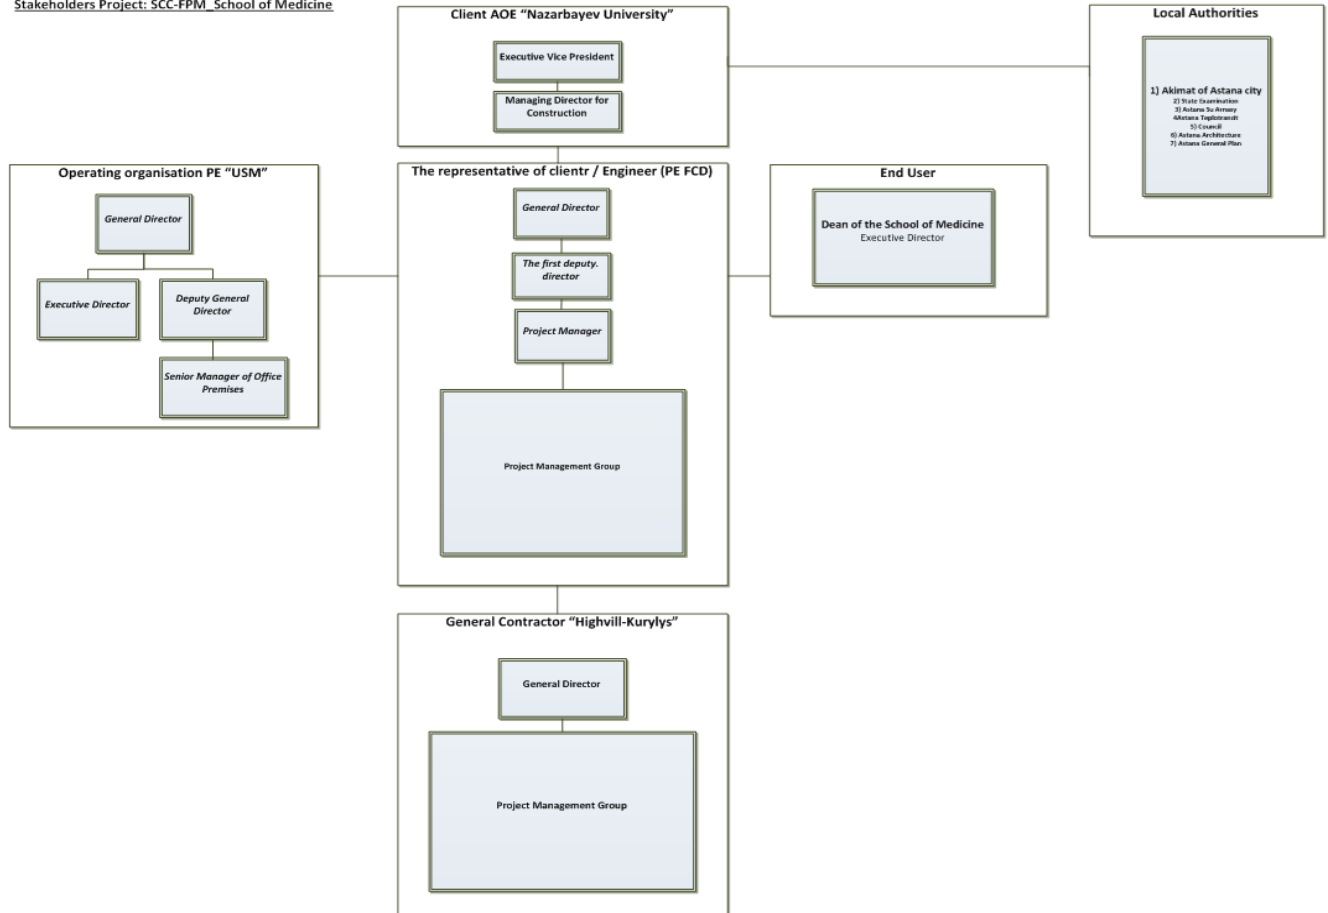 Stakeholders Project: SCC-FPM_School of Medicine
Client AOE “Nazarbayev University”
Executive Vice President
Managing Director for
Construction
Local Authorities
1) Akimat of Astana city
2) State Examination
3) Astana Su Arnasy
4Astana Teplotranzit
5) Council
6) Astana Architecture
7) Astana General Plan
Operating organisation PE “USM”
General Director
Executive Director
Deputy General
Director
Senior Manager of Office
Premises
The representative of clientr / Engineer (PE FCD)
General Director
The first deputy.
director
Project Manager
Project Management Group
End User
Dean of the School of Medicine
Executive Director
General Contractor “Highvill-Kurylys”
General Director
Project Management Group